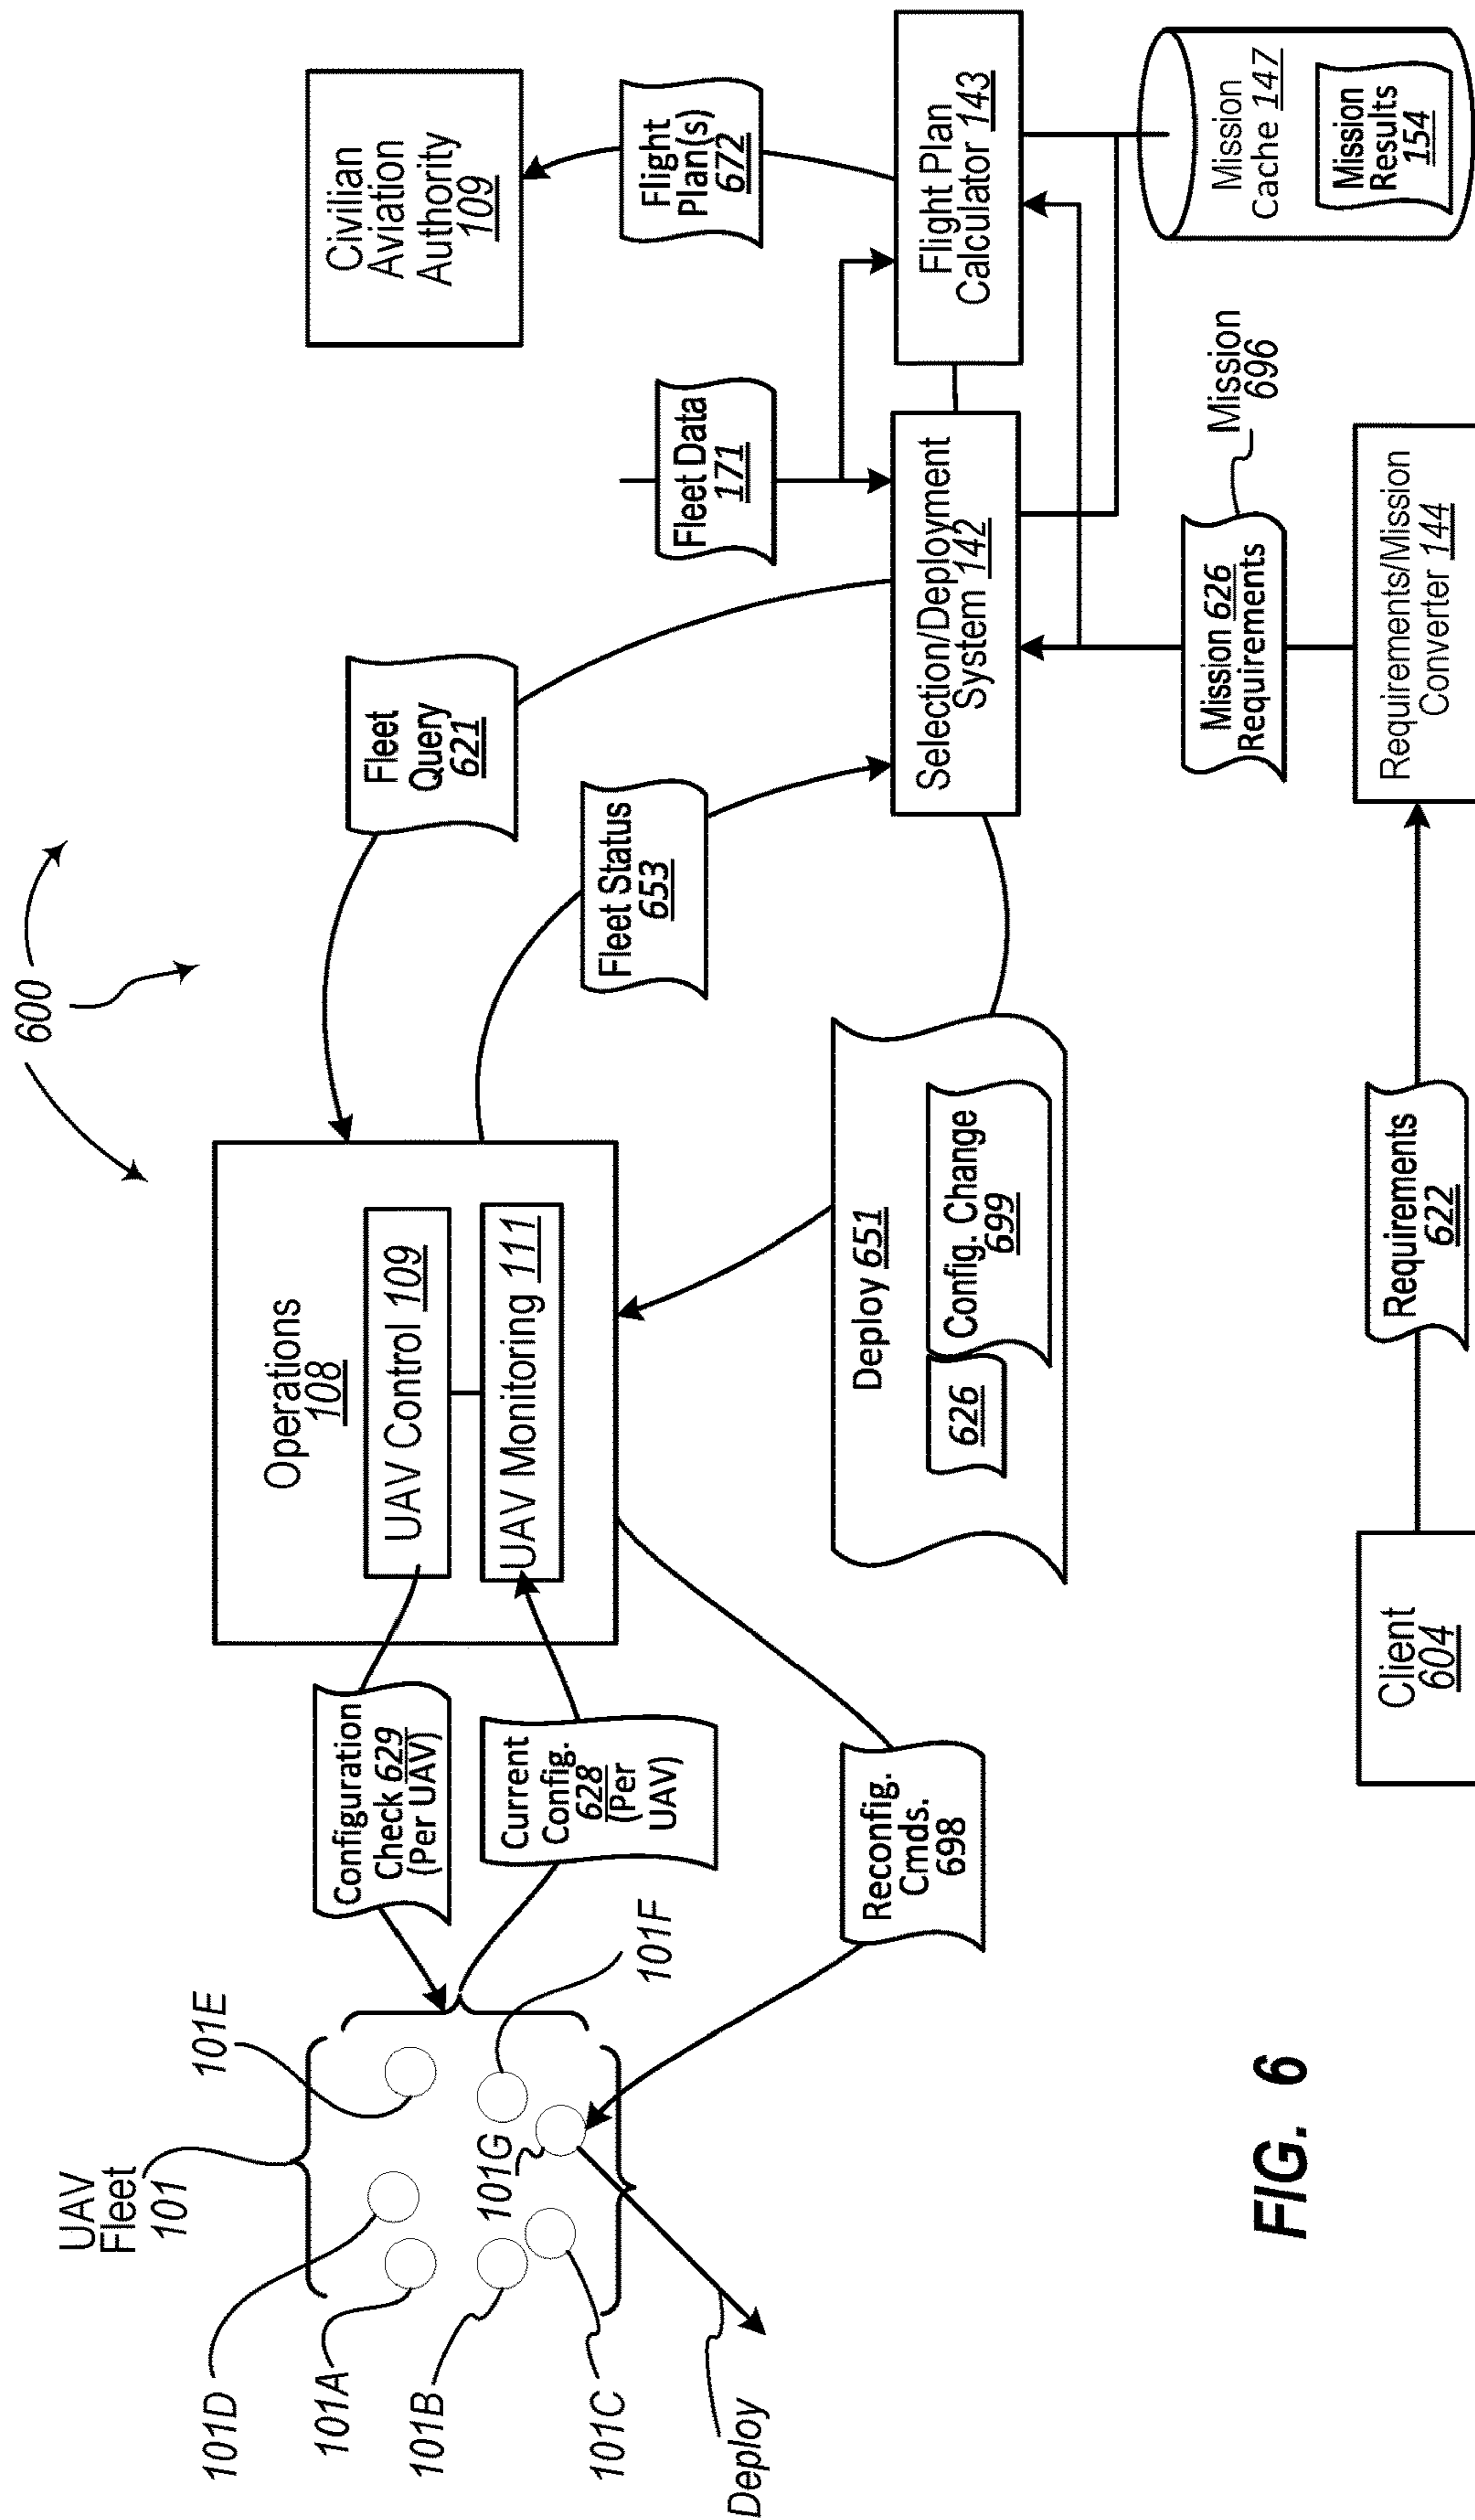 600
UAV
Fleet
101
101E
101D
101A
101B
101C
101G
101F
Deploy
Configuration
Check 629
(Per UAV)
Current
Config.
628
(Per
UAV)
Reconfig.
Cmds.
698
Operations
108
UAV Control 109
UAV Monitoring 111
Deploy 651
626
Config. Change
699
Fleet
Query
621
Fleet Status
653
Fleet Data
171
Civilian
Aviation
Authority
109
Flight
Plan(s)
672
Selection/Deployment
System 142
Flight Plan
Calculator 143
Mission 626
Requirements
Mission
696
Mission
Cache 147
Mission
Results
154
Client
604
Requirements
622
Requirements/Mission
Converter 144
FIG. 6